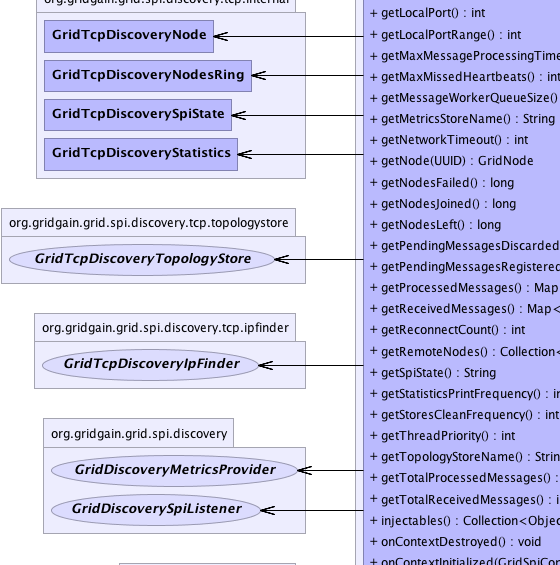 org.gridgain.grid.spi.discovery.tcp.internal
GridTcpDiscoveryNode
GridTcpDiscoveryNodesRing
GridTcpDiscoverySpiState
GridTcpDiscoveryStatistics
org.gridgain.grid.spi.discovery.tcp.topologystore
GridTcpDiscoveryTopologyStore
org.gridgain.grid.spi.discovery.tcp.ipfinder
GridTcpDiscoveryIpFinder
org.gridgain.grid.spi.discovery
GridDiscoveryMetricsProvider
GridDiscoverySpiListener
+ getLocalPort() : int
+ getLocalPortRange() : int
+ getMaxMessageProcessingTime
+ getMaxMissedHeartbeats() : int
+ getMessageWorkerQueueSize()
+ getMetricsStoreName() : String
+ getNetworkTimeout() : int
+ getNode(UUID) : GridNode
+ getNodesFailed() : long
+ getNodesJoined() : long
+ getNodesLeft() : long
+ getPendingMessagesDiscarded
+ getPendingMessagesRegistered
+ getProcessedMessages() : Map
+ getReceivedMessages() : Map<
+ getReconnectCount() : int
+ getRemoteNodes() : Collection<
+ getSpiState() : String
+ getStatisticsPrintFrequency() : in
+ getStoresCleanFrequency() : int
+ getThreadPriority() : int
+ getTopologyStoreName() : Strin
+ getTotalProcessedMessages() :
+ getTotalReceivedMessages() : i
+ injectables() : Collection<Objec
+ onContextDestroyed() : void
+ onContextInitialized(GridSpiCon